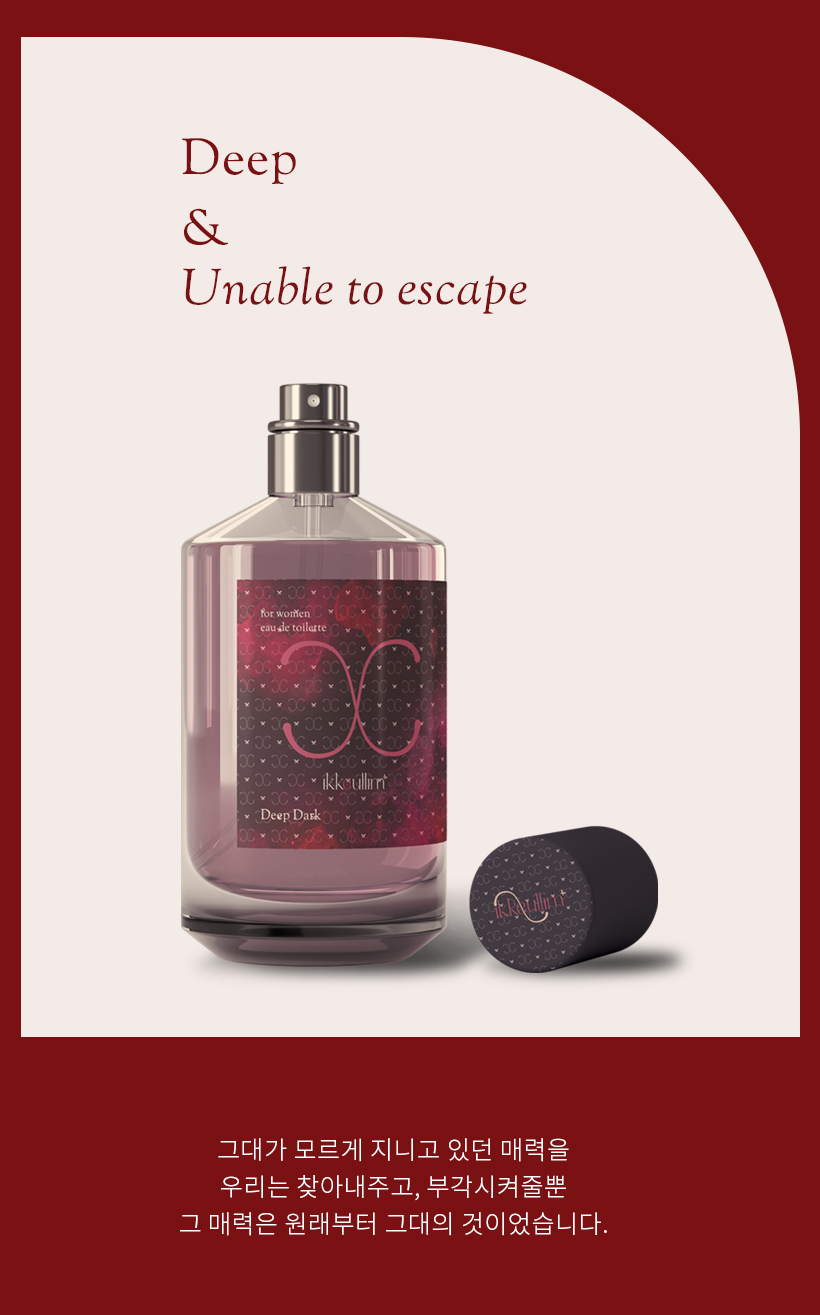 Deep
&
Unable to escape
for women
eau de toilette
ikkeullim
Deep Dark
ikkeullim
그대가 모르게 지니고 있던 매력을
우리는 찾아내주고, 부각시켜줄뿐
그 매력은 원래부터 그대의 것이었습니다.